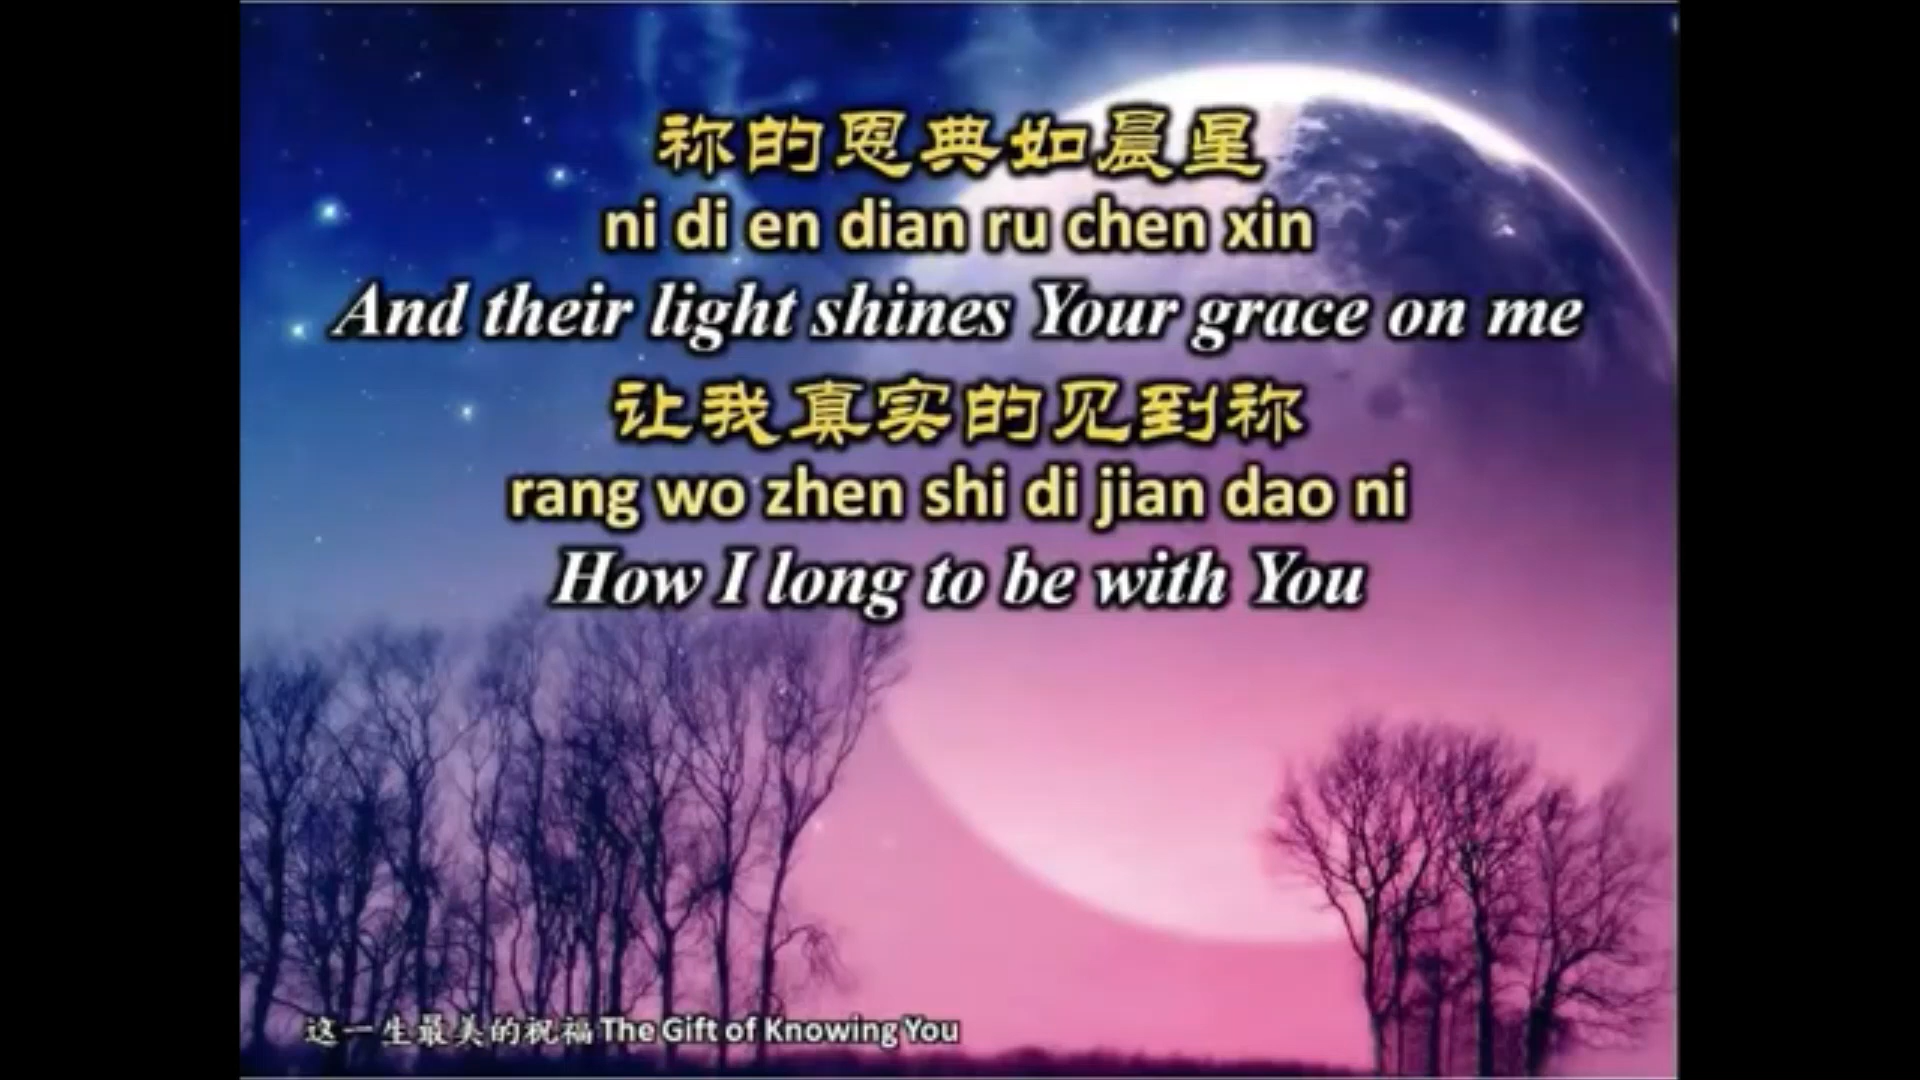 祢的恩典如晨星
ni di en dian ru chen xin
And their light shines Your grace on me
让我真实的见到祢
rang wo zhen shi di jian dao ni
How I long to be with You
这一生最美的祝福 The Gift of Knowing You